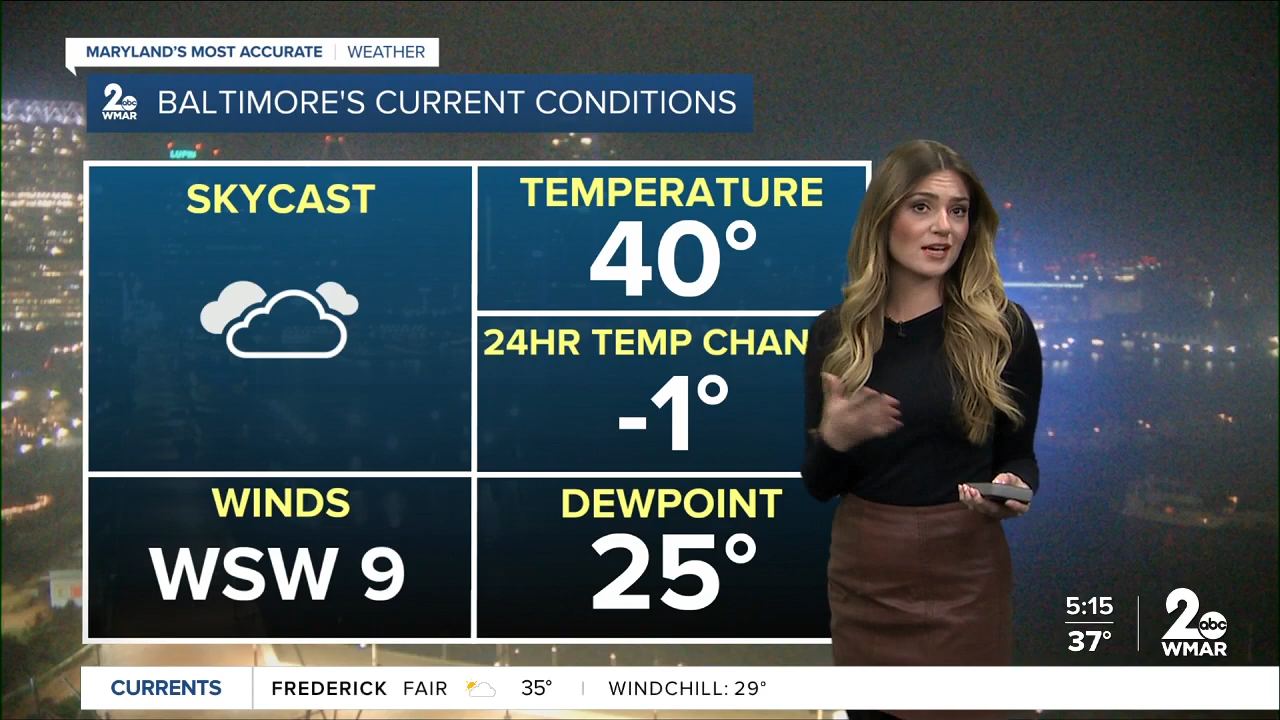 MARYLAND'S MOST ACCURATE | WEATHER
2 abc WMAR BALTIMORE'S CURRENT CONDITIONS
SKYCAST
TEMPERATURE
40°
24HR TEMP CHAN
-1°
WINDS
WSW 9
DEWPOINT
25°
5:15
37°
2 abc
WMAR
CURRENTS FREDERICK FAIR 35° | WINDCHILL: 29°